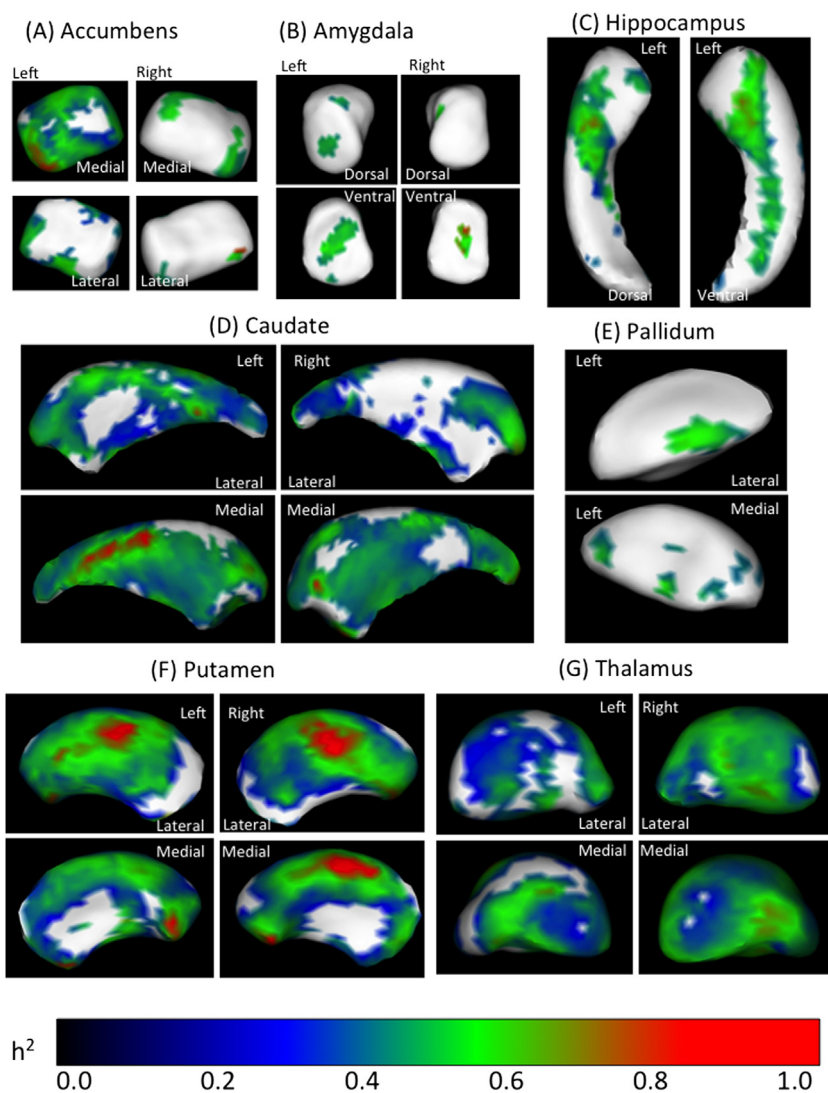 (A) Accumbens
Left
Right
Medial
Medial
Lateral
Lateral
(B) Amygdala
Left
Right
Dorsal
Dorsal
Ventral
Ventral
(C) Hippocampus
Left
Left
Dorsal
Ventral
(D) Caudate
Left
Right
Lateral
Lateral
Medial
Medial
(E) Pallidum
Left
Lateral
Left
Medial
(F) Putamen
Left
Right
Lateral
Lateral
Medial
Medial
(G) Thalamus
Left
Right
Lateral
Lateral
Medial
Medial
h²
0.0 0.2 0.4 0.6 0.8 1.0